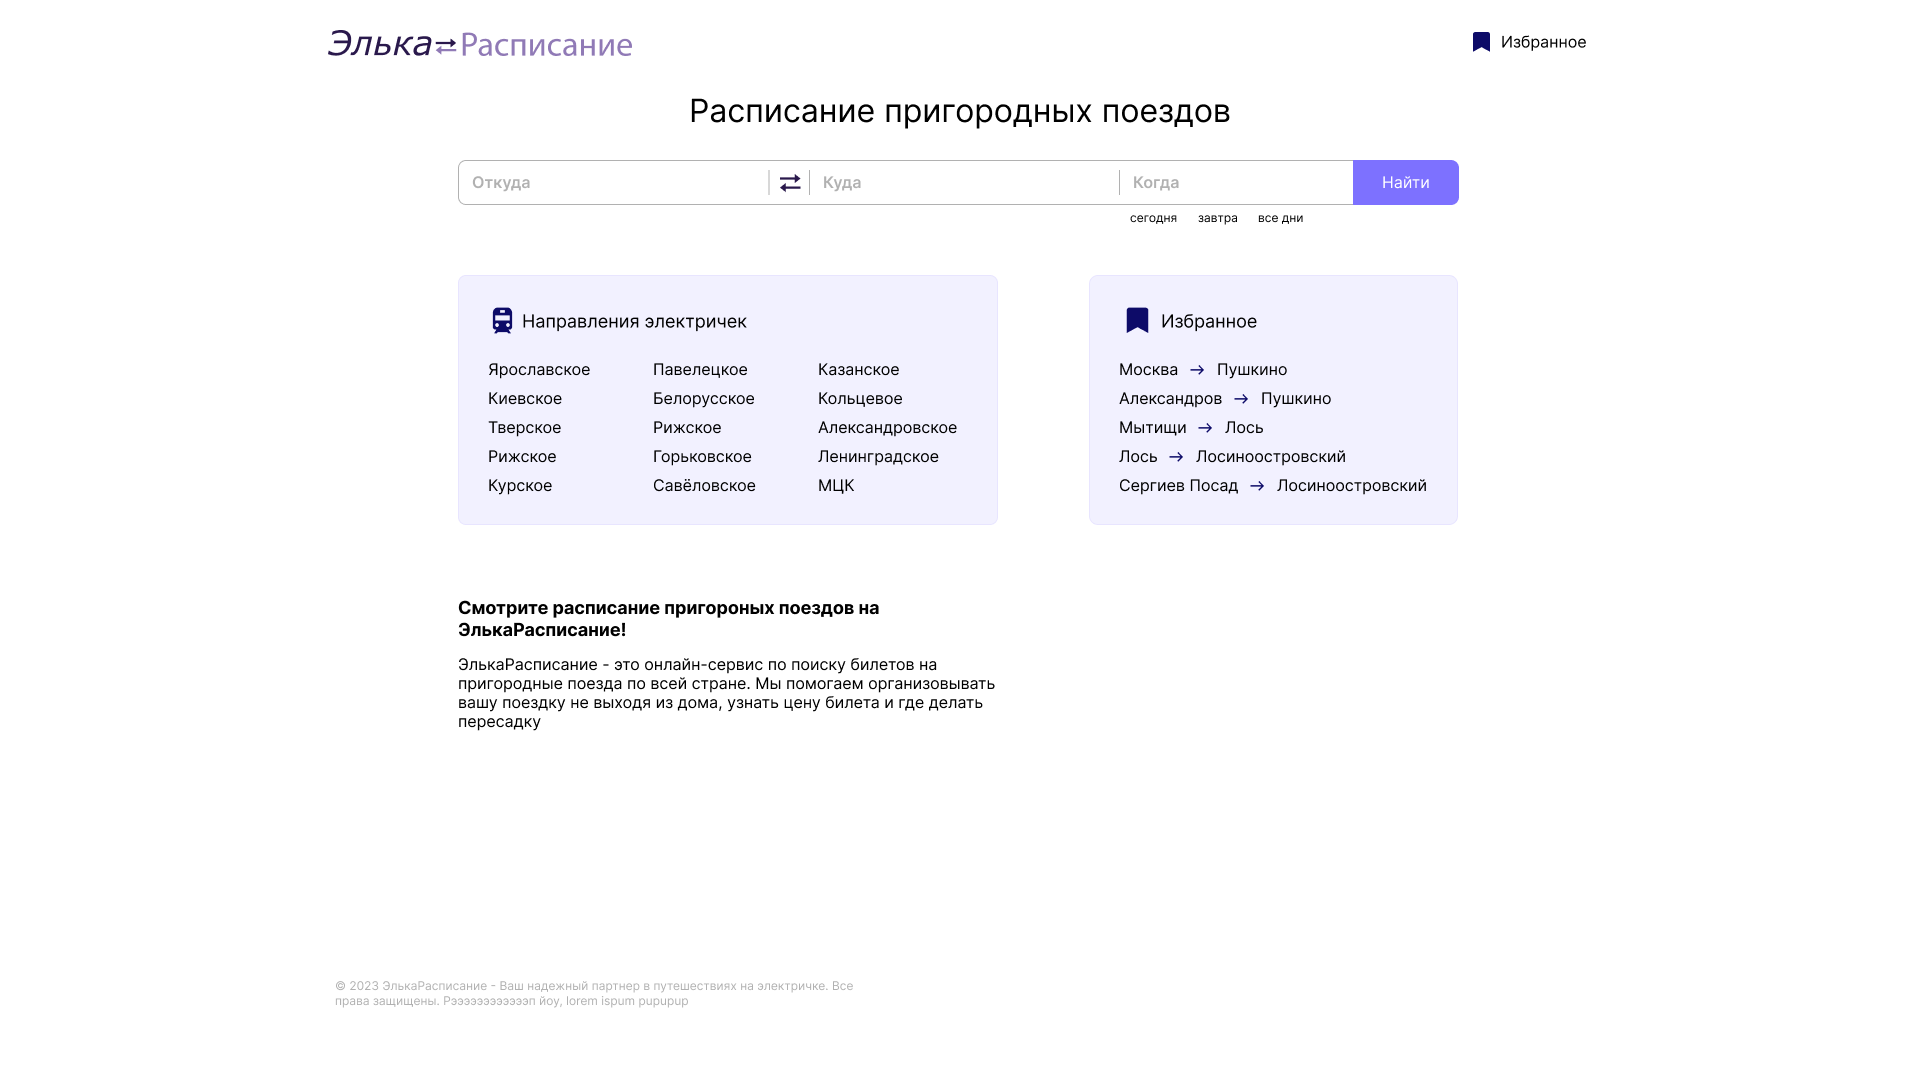 Элька Расписание
Избранное
Расписание пригородных поездов
Откуда Куда Когда Найти
сегодня завтра все дни
Направления электричек
Ярославское Павелецкое Казанское
Киевское Белорусское Кольцевое
Тверское Рижское Александровское
Рижское Горьковское Ленинградское
Курское Савёловское МЦК
Избранное
Москва → Пушкино
Александров → Пушкино
Мытищи → Лось
Лось → Лосиноостровский
Сергиев Посад → Лосиноостровский
Смотрите расписание пригороных поездов на
ЭлькаРасписание!
ЭлькаРасписание - это онлайн-сервис по поиску билетов на
пригородные поезда по всей стране. Мы помогаем организовывать
вашу поездку не выходя из дома, узнать цену билета и где делать
пересадку
© 2023 ЭлькаРасписание - Ваш надежный партнер в путешествиях на электричке. Все
права защищены. Рэээээээээээп йоу, lorem ispum pupupup